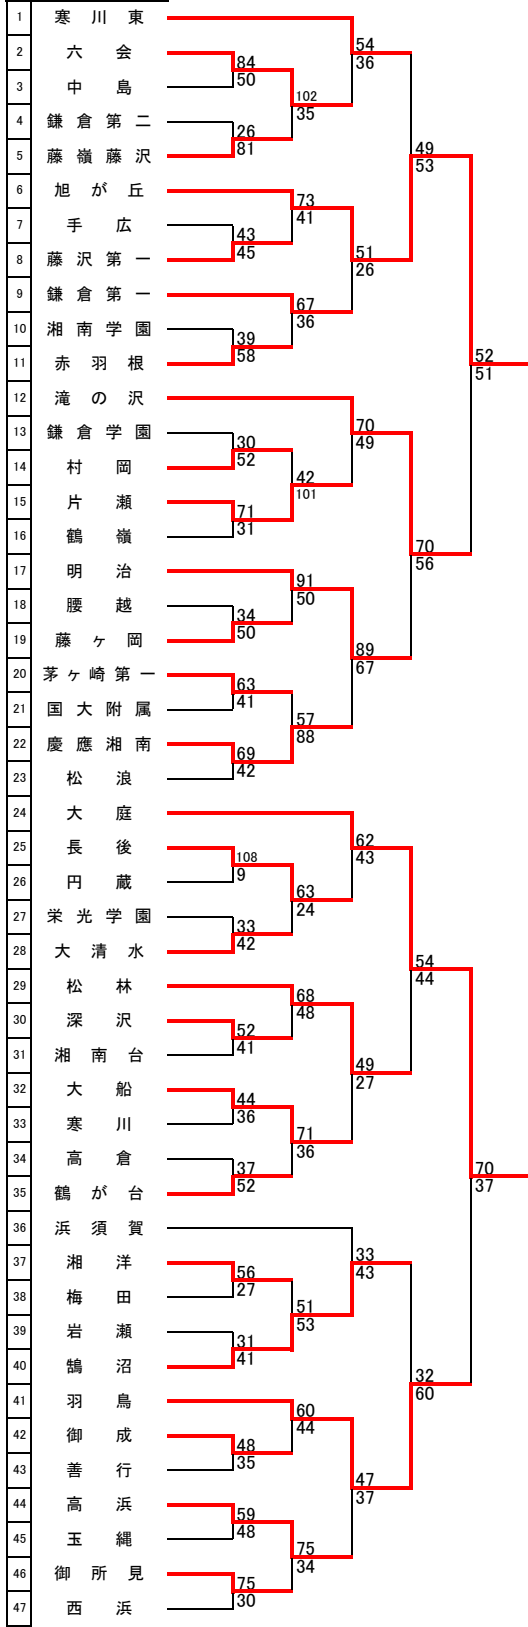 1 寒川東
54
2 六会
36
84
3 中島
50
102
35
4 鎌倉第二
26
5 藤嶺藤沢
81
49
53
6 旭が丘
73
7 手広
41
43
8 藤沢第一
45
51
26
9 鎌倉第一
67
10 湘南学園
36
39
11 赤羽根
58
52
51
12 滝の沢
70
13 鎌倉学園
49
30
14 村岡
52
42
15 片瀬
101
71
16 鶴嶺
31
70
56
17 明治
91
18 腰越
50
34
19 藤ヶ岡
50
89
67
20 茅ヶ崎第一
63
21 国大附属
41
57
22 慶應湘南
88
69
23 松浪
42
24 大庭
62
25 長後
43
108
26 円蔵
9
63
24
27 栄光学園
33
28 大清水
42
54
44
29 松林
68
30 深沢
48
52
31 湘南台
41
49
27
32 大船
44
33 寒川
36
71
34 高倉
36
37
35 鶴が台
52
70
37
36 浜須賀
33
37 湘洋
43
56
38 梅田
27
51
39 岩瀬
53
31
40 鵠沼
41
32
60
41 羽鳥
60
42 御成
44
48
43 善行
35
47
37
44 高浜
59
45 玉縄
48
75
46 御所見
34
75
47 西浜
30